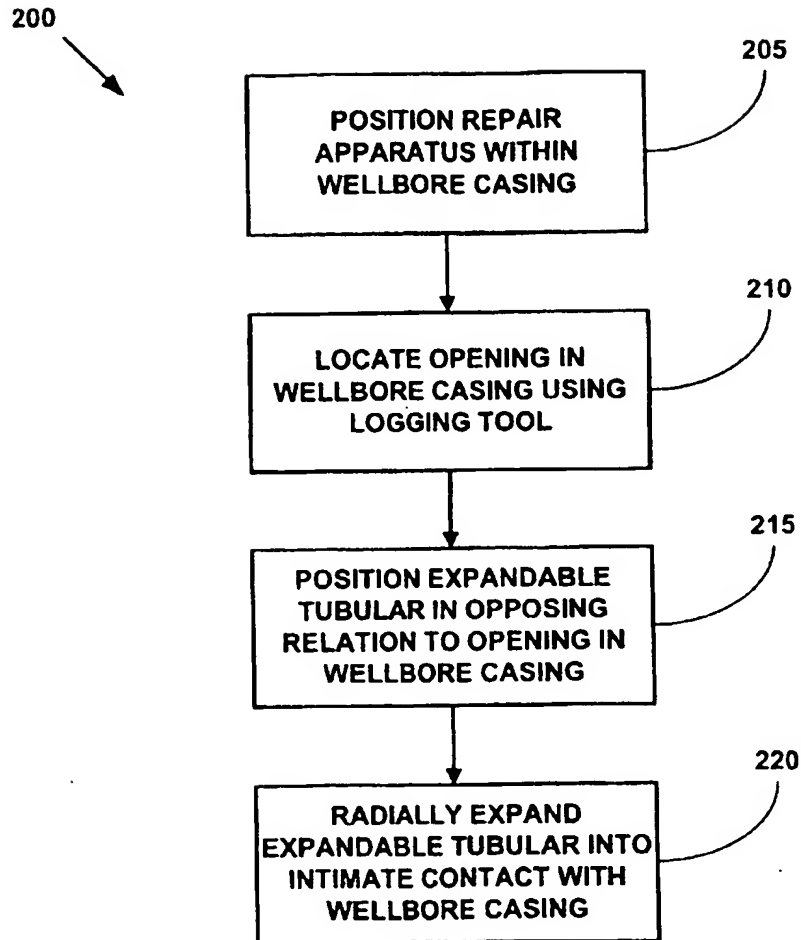 200
205
POSITION REPAIR
APPARATUS WITHIN
WELLBORE CASING
210
LOCATE OPENING IN
WELLBORE CASING USING
LOGGING TOOL
215
POSITION EXPANDABLE
TUBULAR IN OPPOSING
RELATION TO OPENING IN
WELLBORE CASING
220
RADIALLY EXPAND
EXPANDABLE TUBULAR INTO
INTIMATE CONTACT WITH
WELLBORE CASING